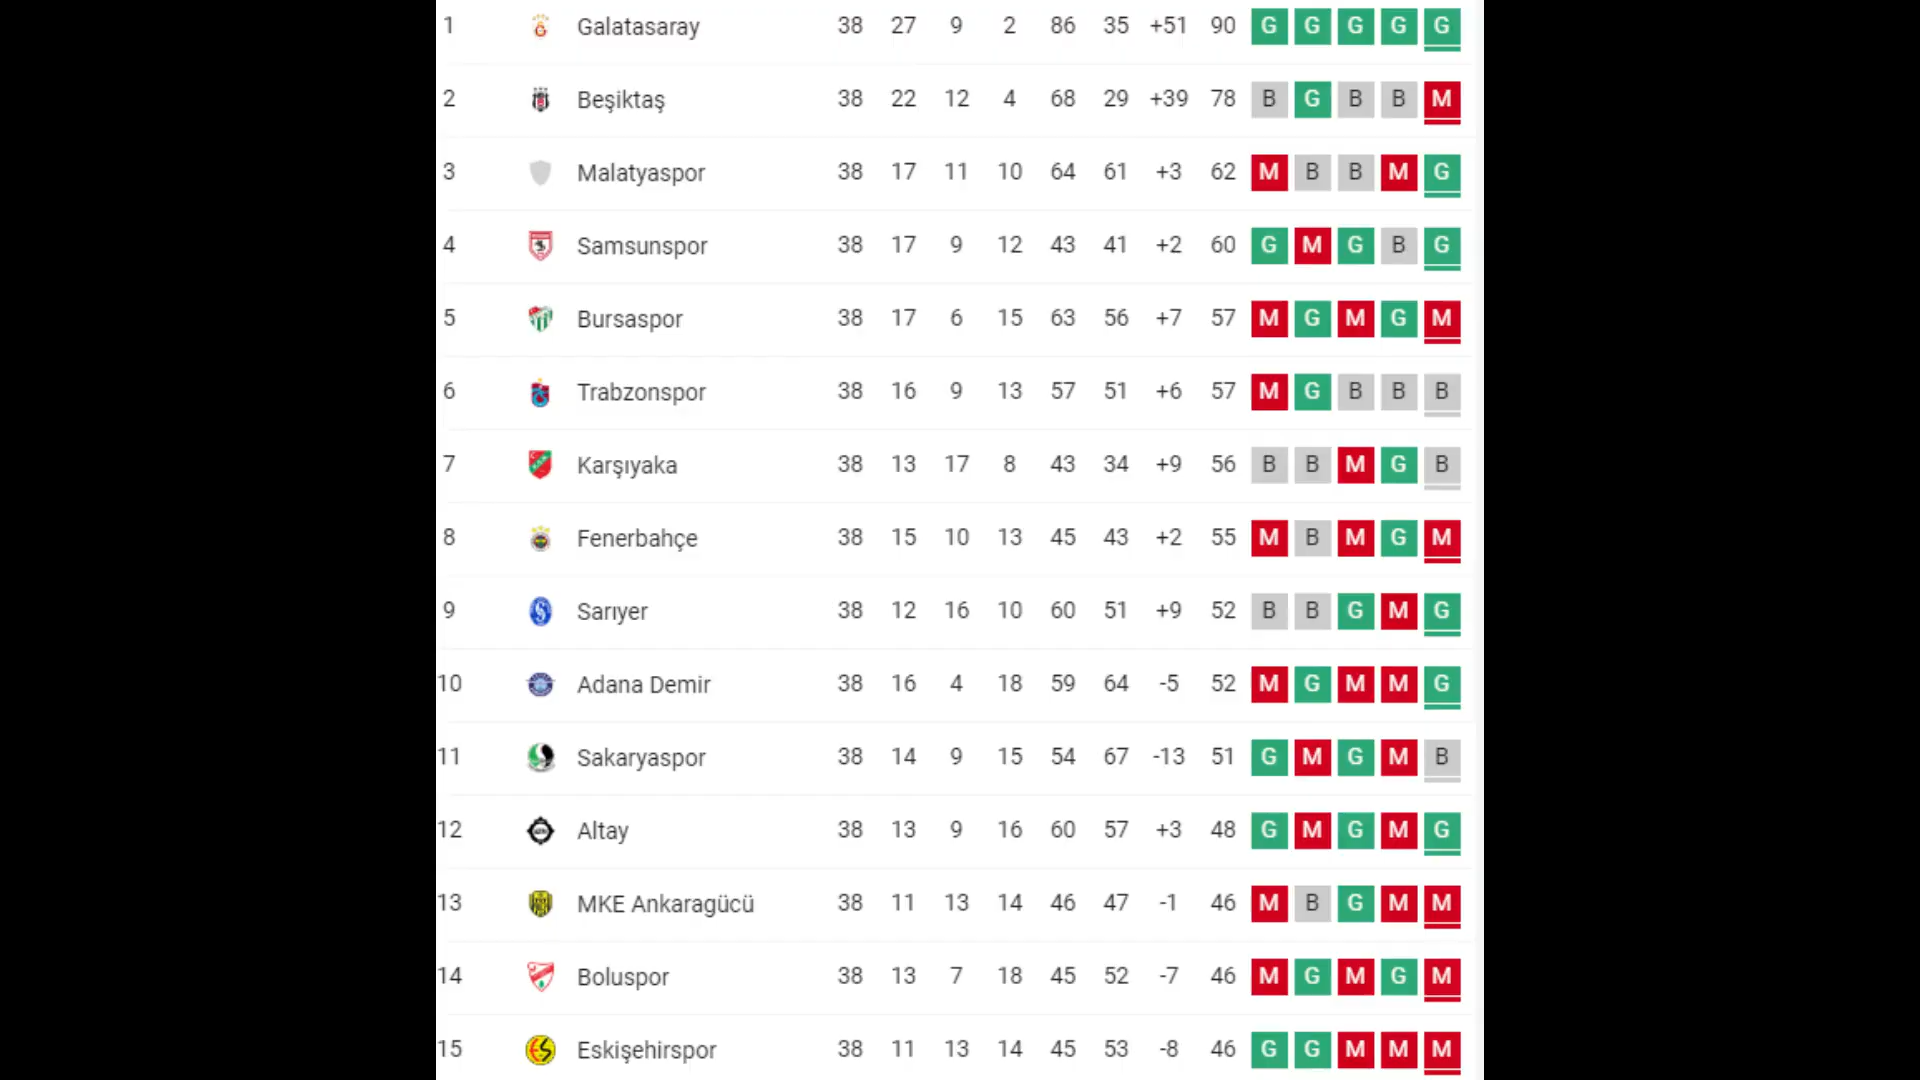 1 Galatasaray 38 27 9 2 86 35 +51 90 G G G G G
2 Beşiktaş 38 22 12 4 68 29 +39 78 B G B B M
3 Malatyaspor 38 17 11 10 64 61 +3 62 M B B M G
4 Samsunspor 38 17 9 12 43 41 +2 60 G M G B G
5 Bursaspor 38 17 6 15 63 56 +7 57 M G M G M
6 Trabzonspor 38 16 9 13 57 51 +6 57 M G B B B
7 Karşıyaka 38 13 17 8 43 34 +9 56 B B M G B
8 Fenerbahçe 38 15 10 13 45 43 +2 55 M B M G M
9 Sarıyer 38 12 16 10 60 51 +9 52 B B G M G
10 Adana Demir 38 16 4 18 59 64 -5 52 M G M M G
11 Sakaryaspor 38 14 9 15 54 67 -13 51 G M G M B
12 Altay 38 13 9 16 60 57 +3 48 G M G M G
13 MKE Ankaragücü 38 11 13 14 46 47 -1 46 M B G M M
14 Boluspor 38 13 7 18 45 52 -7 46 M G M G M
15 Eskişehirspor 38 11 13 14 45 53 -8 46 G G M M M